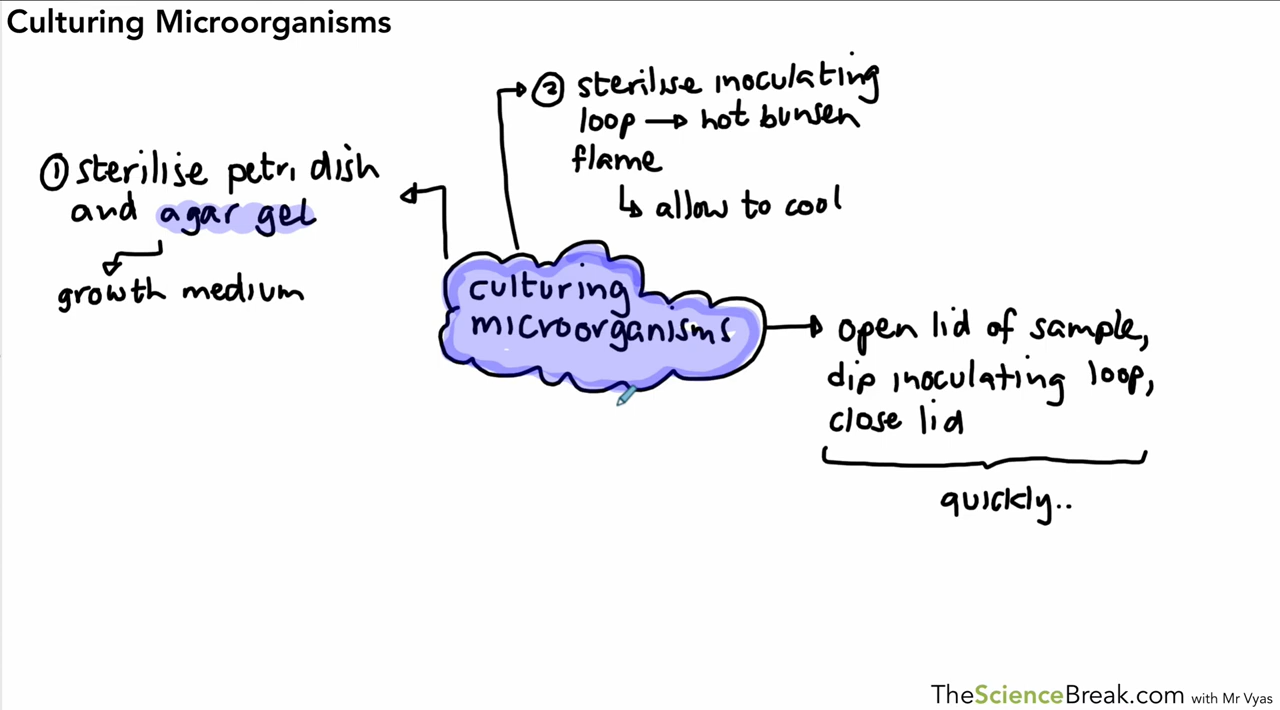 Culturing Microorganisms
① sterilise petri dish
and agar gel
growth medium
② sterilise inoculating
loop → hot bunsen
flame
↳ allow to cool
culturing
microorganisms
open lid of sample,
dip inoculating loop,
close lid
quickly..
TheScienceBreak.com with Mr Vyas